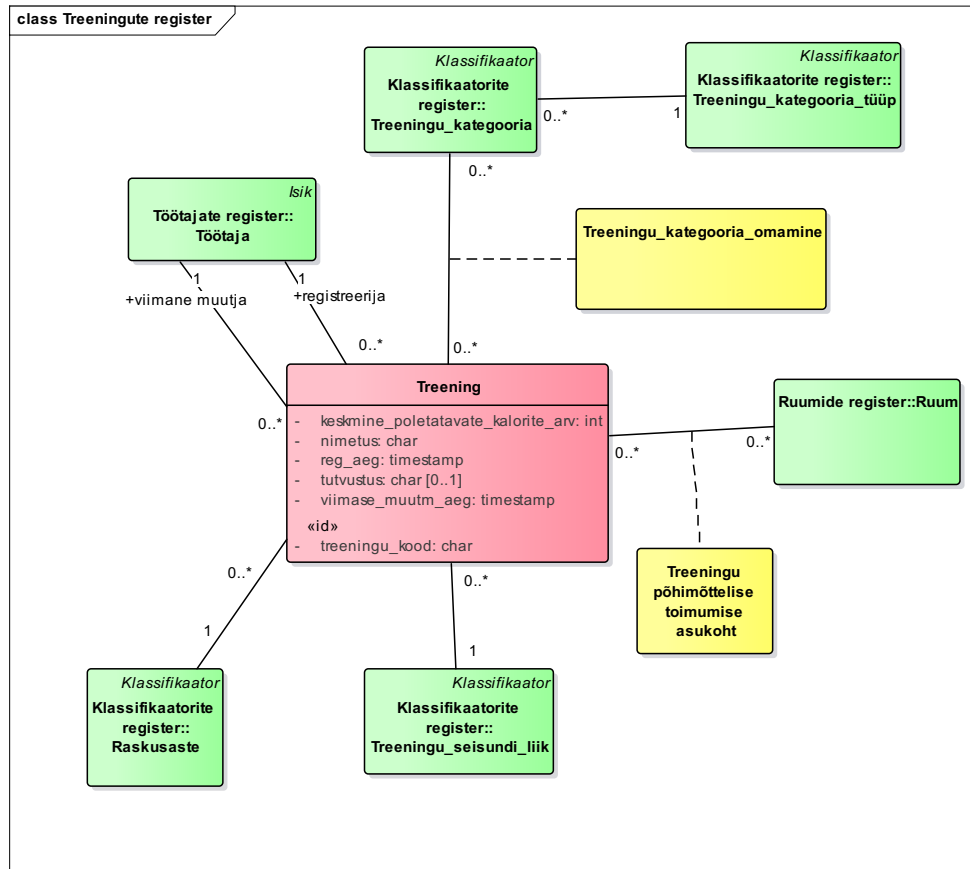 class Treeningute register
Klassifikaator
Klassifikaatorite
register::
Treeningu_kategooria
0..*
1
Klassifikaator
Klassifikaatorite register::
Treeningu_kategooria_tüüp
0..*
Isik
Töötajate register::
Töötaja
Treeningu_kategooria_omamine
1
+viimane muutja
1
+registreerija
0..*
0..*
0..*
Treening
- keskmine_poletatavate_kalorite_arv: int
- nimetus: char
- reg_aeg: timestamp
- tutvustus: char [0..1]
- viimase_muutm_aeg: timestamp
«id»
- treeningu_kood: char
Ruumide register::Ruum
0..*
0..*
Treeningu
põhimõttelise
toimumise
asukoht
0..*
1
0..*
1
Klassifikaator
Klassifikaatorite
register::
Raskusaste
Klassifikaator
Klassifikaatorite
register::
Treeningu_seisundi_liik